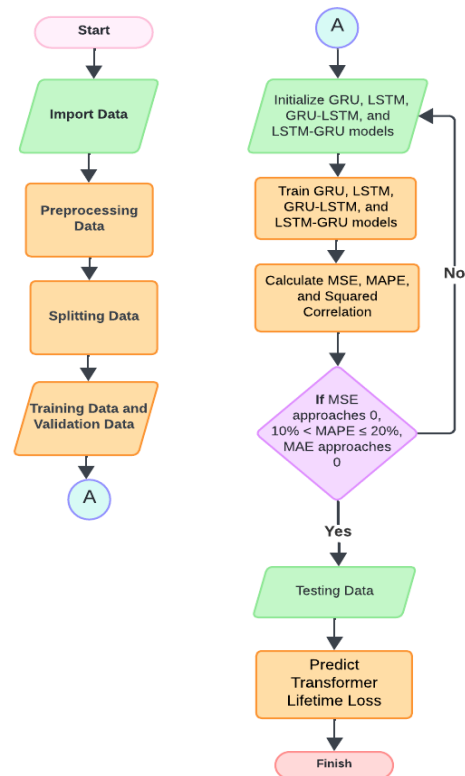 Start
Import Data
Preprocessing
Data
Splitting Data
Training Data and
Validation Data
A
A
Initialize GRU, LSTM,
GRU-LSTM, and
LSTM-GRU models
Train GRU, LSTM,
GRU-LSTM, and
LSTM-GRU models
Calculate MSE, MAPE,
and Squared
Correlation
If MSE
approaches 0,
10% < MAPE ≤ 20%,
MAE approaches
0
No
Yes
Testing Data
Predict
Transformer
Lifetime Loss
Finish